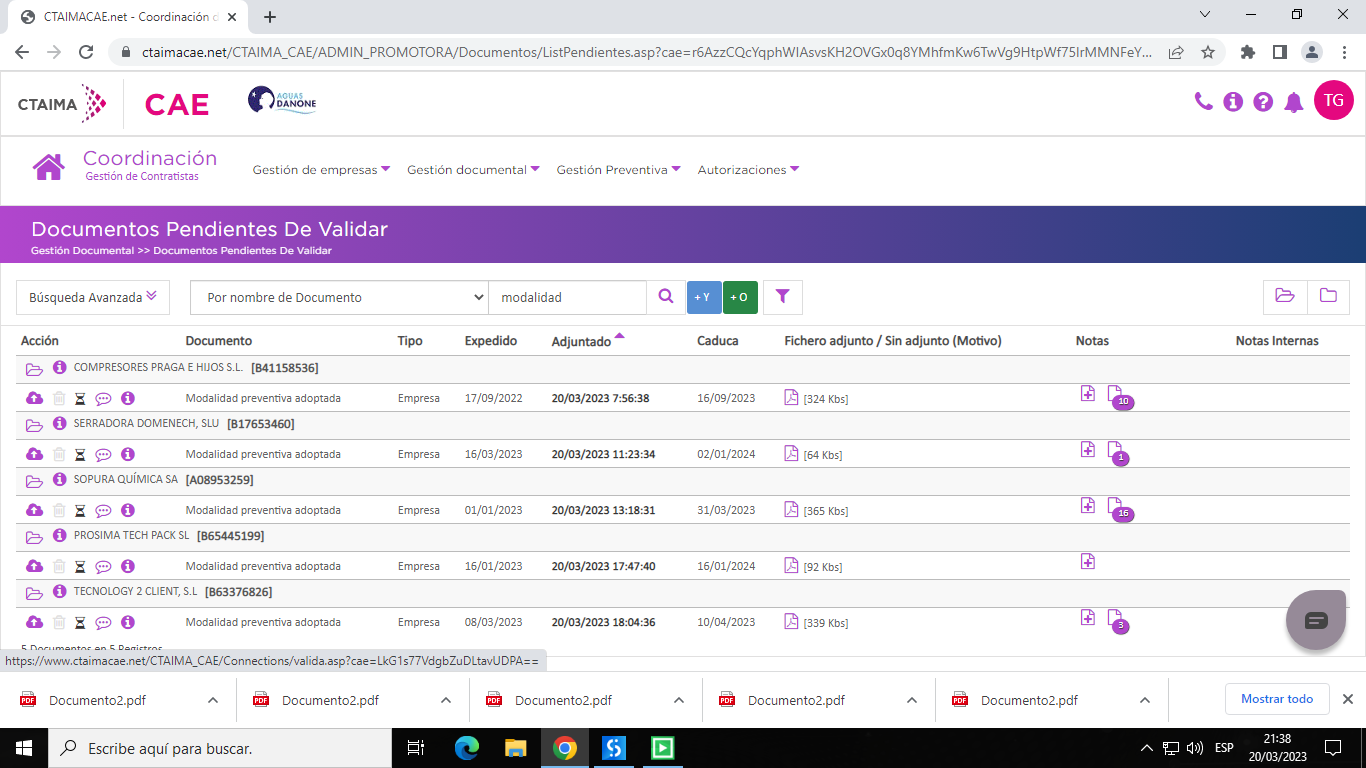 CTAIMACAE.net - Coordinación d
ctaimacae.net/CTAIMA_CAE/ADMIN_PROMOTORA/Documentos/ListPendientes.asp?cae=r6AzzCQcYqphWIAsvsKH2OVGx0q8YMhfmKw6TwVg9HtpWf75IrMMNFeY...
CTAIMA CAE AGUAS DANONE TG
Coordinación
Gestión de Contratistas
Gestión de empresas Gestión documental Gestión Preventiva Autorizaciones
Documentos Pendientes De Validar
Gestión Documental >> Documentos Pendientes De Validar
Búsqueda Avanzada Por nombre de Documento modalidad + Y + O
Acción Documento Tipo Expedido Adjuntado Caduca Fichero adjunto / Sin adjunto (Motivo) Notas Notas Internas
COMPRESORES PRAGA E HIJOS S.L. [B41158536]
Modalidad preventiva adoptada Empresa 17/09/2022 20/03/2023 7:56:38 16/09/2023 [324 Kbs] 10
SERRADORA DOMENECH, SLU [B17653460]
Modalidad preventiva adoptada Empresa 16/03/2023 20/03/2023 11:23:34 02/01/2024 [64 Kbs] 1
SOPURA QUÍMICA SA [A08953259]
Modalidad preventiva adoptada Empresa 01/01/2023 20/03/2023 13:18:31 31/03/2023 [365 Kbs] 16
PROSIMA TECH PACK SL [B65445199]
Modalidad preventiva adoptada Empresa 16/01/2023 20/03/2023 17:47:40 16/01/2024 [92 Kbs]
TECNOLOGY 2 CLIENT, S.L [B63376826]
Modalidad preventiva adoptada Empresa 08/03/2023 20/03/2023 18:04:36 10/04/2023 [339 Kbs] 3
5 Documentos en 5 Registros
https://www.ctaimacae.net/CTAIMA_CAE/Connections/valida.asp?cae=LkG1s77VdgbZuDLtavUDPA==
Documento2.pdf Documento2.pdf Documento2.pdf Documento2.pdf Documento2.pdf Mostrar todo
Escribe aquí para buscar. ESP 21:38
20/03/2023